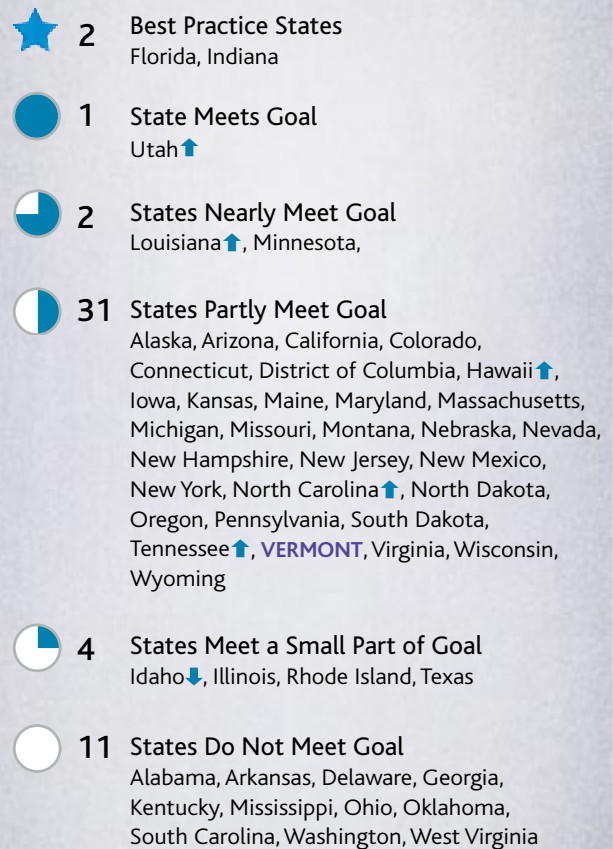 2 Best Practice States
Florida, Indiana
1 State Meets Goal
Utah⬆
2 States Nearly Meet Goal
Louisiana⬆, Minnesota,
31 States Partly Meet Goal
Alaska, Arizona, California, Colorado,
Connecticut, District of Columbia, Hawaii⬆,
Iowa, Kansas, Maine, Maryland, Massachusetts,
Michigan, Missouri, Montana, Nebraska, Nevada,
New Hampshire, New Jersey, New Mexico,
New York, North Carolina⬆, North Dakota,
Oregon, Pennsylvania, South Dakota,
Tennessee⬆, VERMONT, Virginia, Wisconsin,
Wyoming
4 States Meet a Small Part of Goal
Idaho⬇, Illinois, Rhode Island, Texas
11 States Do Not Meet Goal
Alabama, Arkansas, Delaware, Georgia,
Kentucky, Mississippi, Ohio, Oklahoma,
South Carolina, Washington, West Virginia